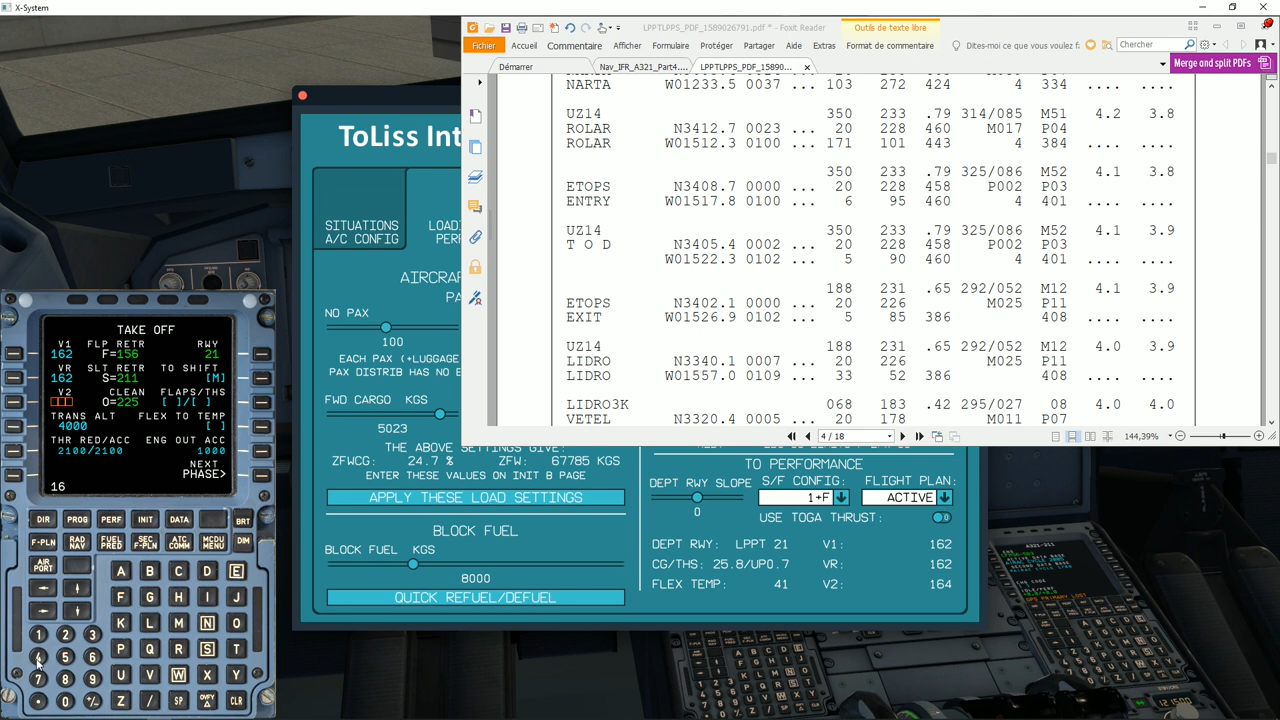 X-System
LPPTLPPS_PDF_1589026791.pdf * - Foxit Reader
Outils de texte libre
Fichier Accueil Commentaire Afficher Formulaire Protéger Partager Aide Extras Format de commentaire Dites-moi ce que vous voulez f. Chercher
Démarrer Nav_IFR_A321_Part4.... LPPTLPPS_PDF_15890... Merge and split PDFs
NARTA W01233.5 0037 ... 103 272 424 4 334 .... ....
UZ14 350 233 .79 314/085 M51 4.2 3.8
ROLAR N3412.7 0023 ... 20 228 460 M017 P04
ROLAR W01512.3 0100 ... 171 101 443 4 384 .... ....
350 233 .79 325/086 M52 4.1 3.8
ETOPS N3408.7 0000 ... 20 228 458 P002 P03
ENTRY W01517.8 0100 ... 6 95 460 4 401 .... ....
UZ14 350 233 .79 325/086 M52 4.1 3.9
T O D N3405.4 0002 ... 20 228 458 P002 P03
W01522.3 0102 ... 5 90 460 4 401 .... ....
188 231 .65 292/052 M12 4.1 3.9
ETOPS N3402.1 0000 ... 20 226 M025 P11
EXIT W01526.9 0102 ... 5 85 386 408 .... ....
UZ14 188 231 .65 292/052 M12 4.0 3.9
LIDRO N3340.1 0007 ... 20 226 M025 P11
LIDRO W01557.0 0109 ... 33 52 386 408 .... ....
LIDRO3K 068 183 .42 295/027 08 4.0 4.0
VETEL N3320.4 0005 ... 20 178 M011 P07
4 / 18 144,39%
ToLiss Int
SITUATIONS
A/C CONFIG
LOADI
PERF
AIRCRAF
PA
NO PAX
100
EACH PAX (+LUGGAGE
PAX DISTRIB HAS NO E
FWD CARGO KGS
5023
THE ABOVE SETTINGS GIVE:
ZFWCG: 24.7 % ZFW: 67785 KGS
ENTER THESE VALUES ON INIT B PAGE
APPLY THESE LOAD SETTINGS
BLOCK FUEL
BLOCK FUEL KGS
8000
QUICK REFUEL/DEFUEL
TO PERFORMANCE
DEPT RWY SLOPE S/F CONFIG: FLIGHT PLAN:
0 1+F ACTIVE
USE TOGA THRUST:
DEPT RWY: LPPT 21 V1: 162
CG/THS: 25.8/UP0.7 VR: 162
FLEX TEMP: 41 V2: 164
TAKE OFF
V1 FLP RETR RWY
162 F=156 21
VR SLT RETR TO SHIFT
162 S=211 [M]
V2 CLEAN FLAPS/THS
O=225 [ ]/[ ]
TRANS ALT FLEX TO TEMP
4000 [ ]
THR RED/ACC ENG OUT ACC
2100/2100 1000
NEXT
PHASE>
16
DIR PROG PERF INIT DATA BRT
F-PLN RAD NAV FUEL PRED SEC F-PLN ATC COMM MCDU MENU DIM
AIR PORT
A B C D E
F G H I J
K L M N O
P Q R S T
U V W X Y
Z / SP OVFY Δ CLR
1 2 3
4 5 6
7 8 9
. 0 +/-
A321-211